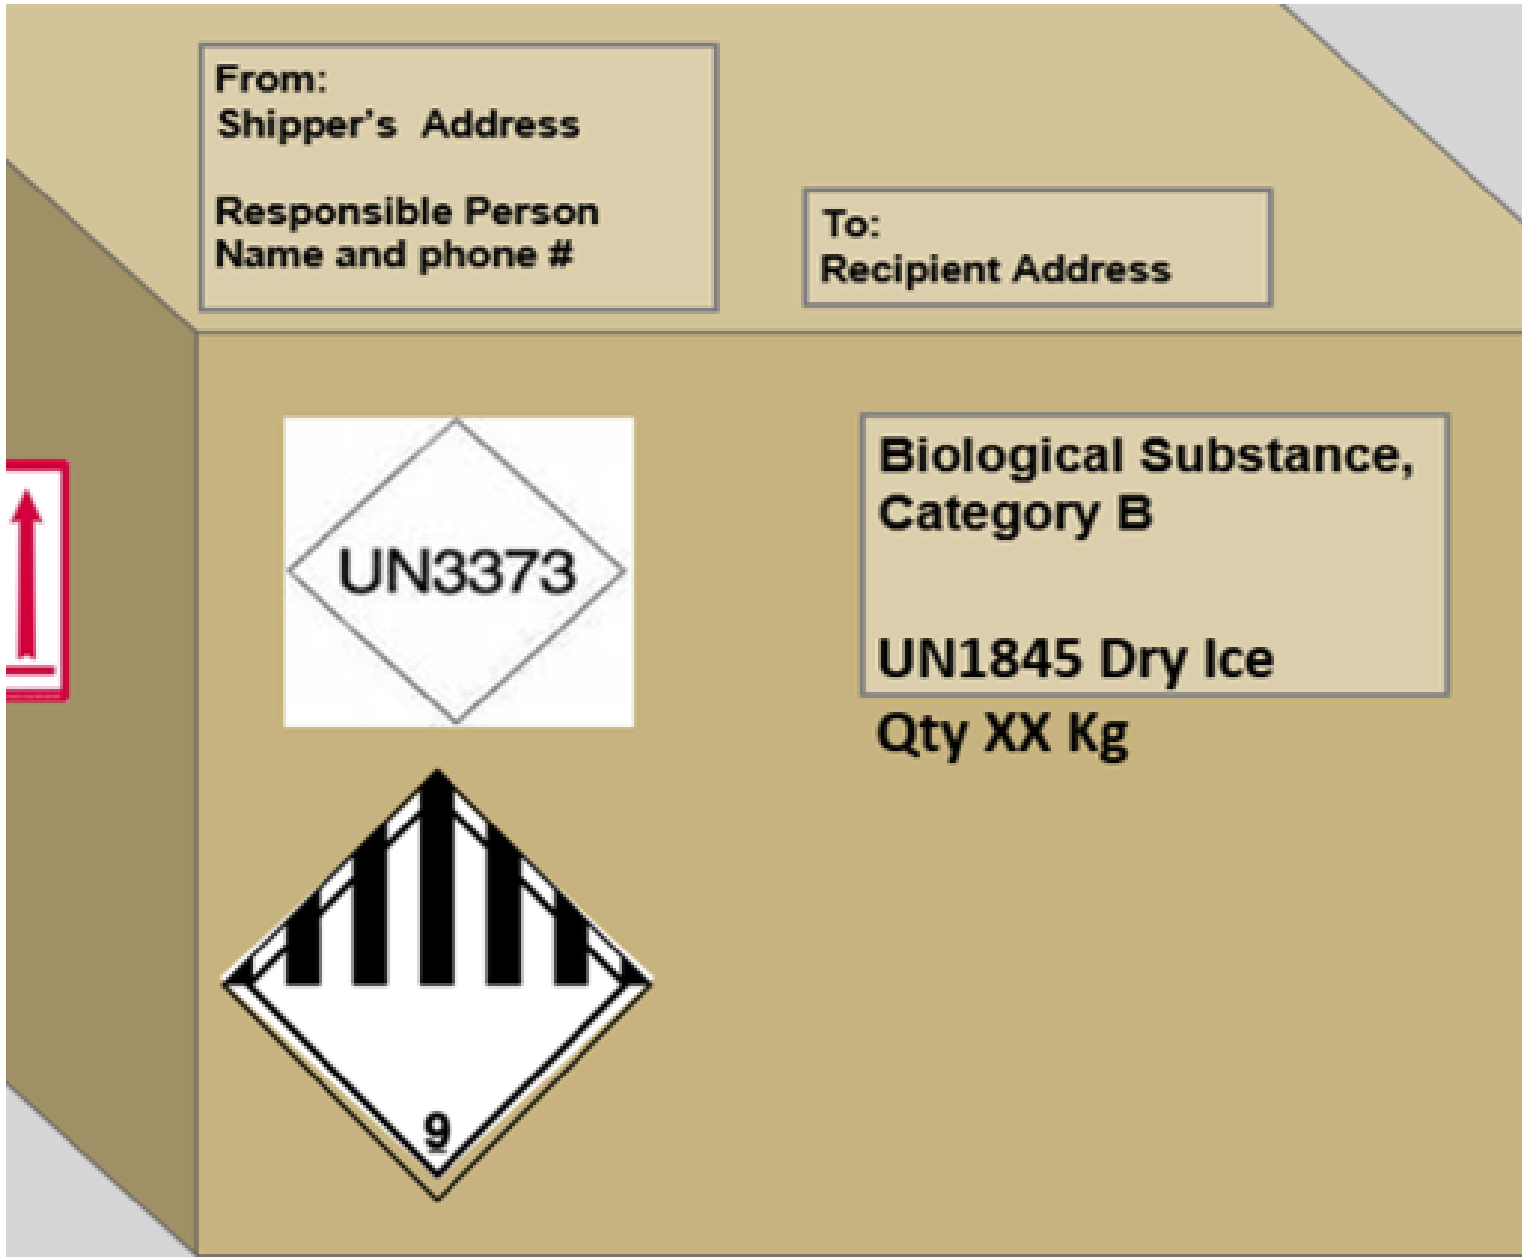 From:
Shipper's  Address
Responsible Person
Name and phone #
To:
Recipient Address
UN3373
Biological Substance,
Category B
UN1845 Dry Ice
Qty XX Kg
9